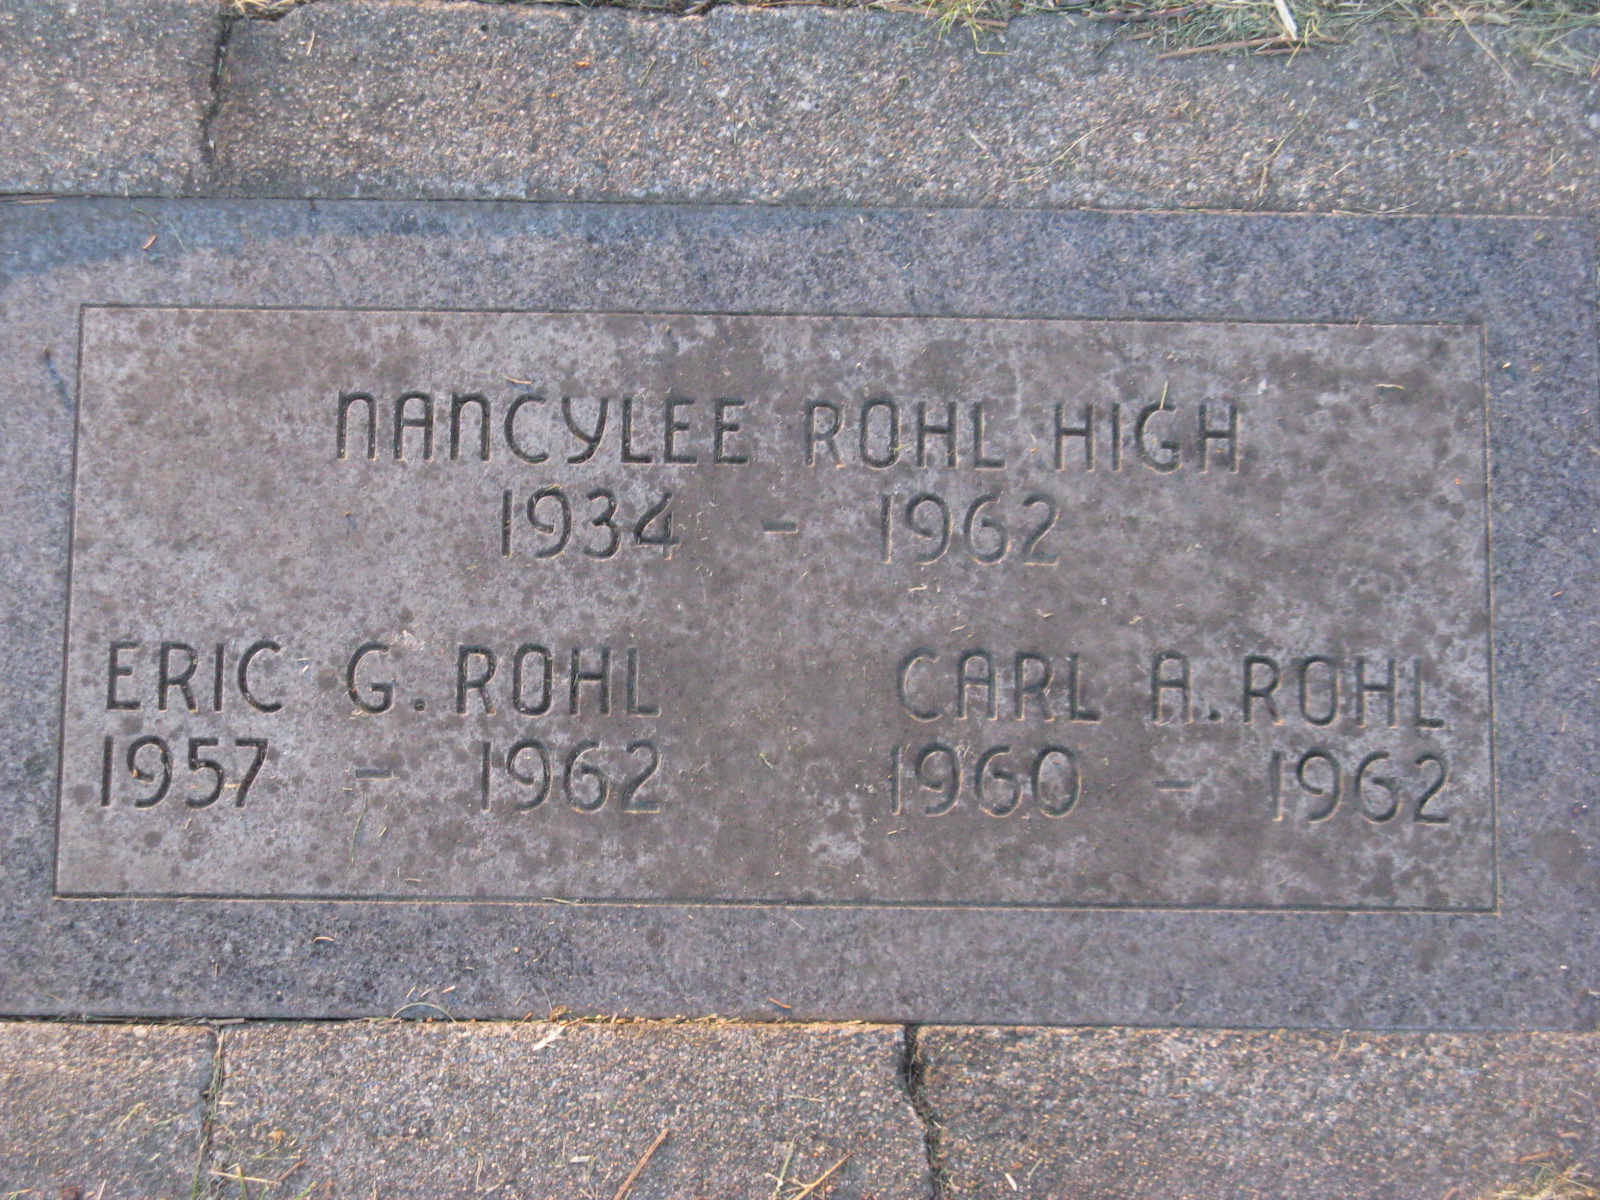 NANCYLEE ROHL HIGH
1934 - 1962
ERIC G. ROHL
1957 - 1962
CARL A. ROHL
1960 - 1962